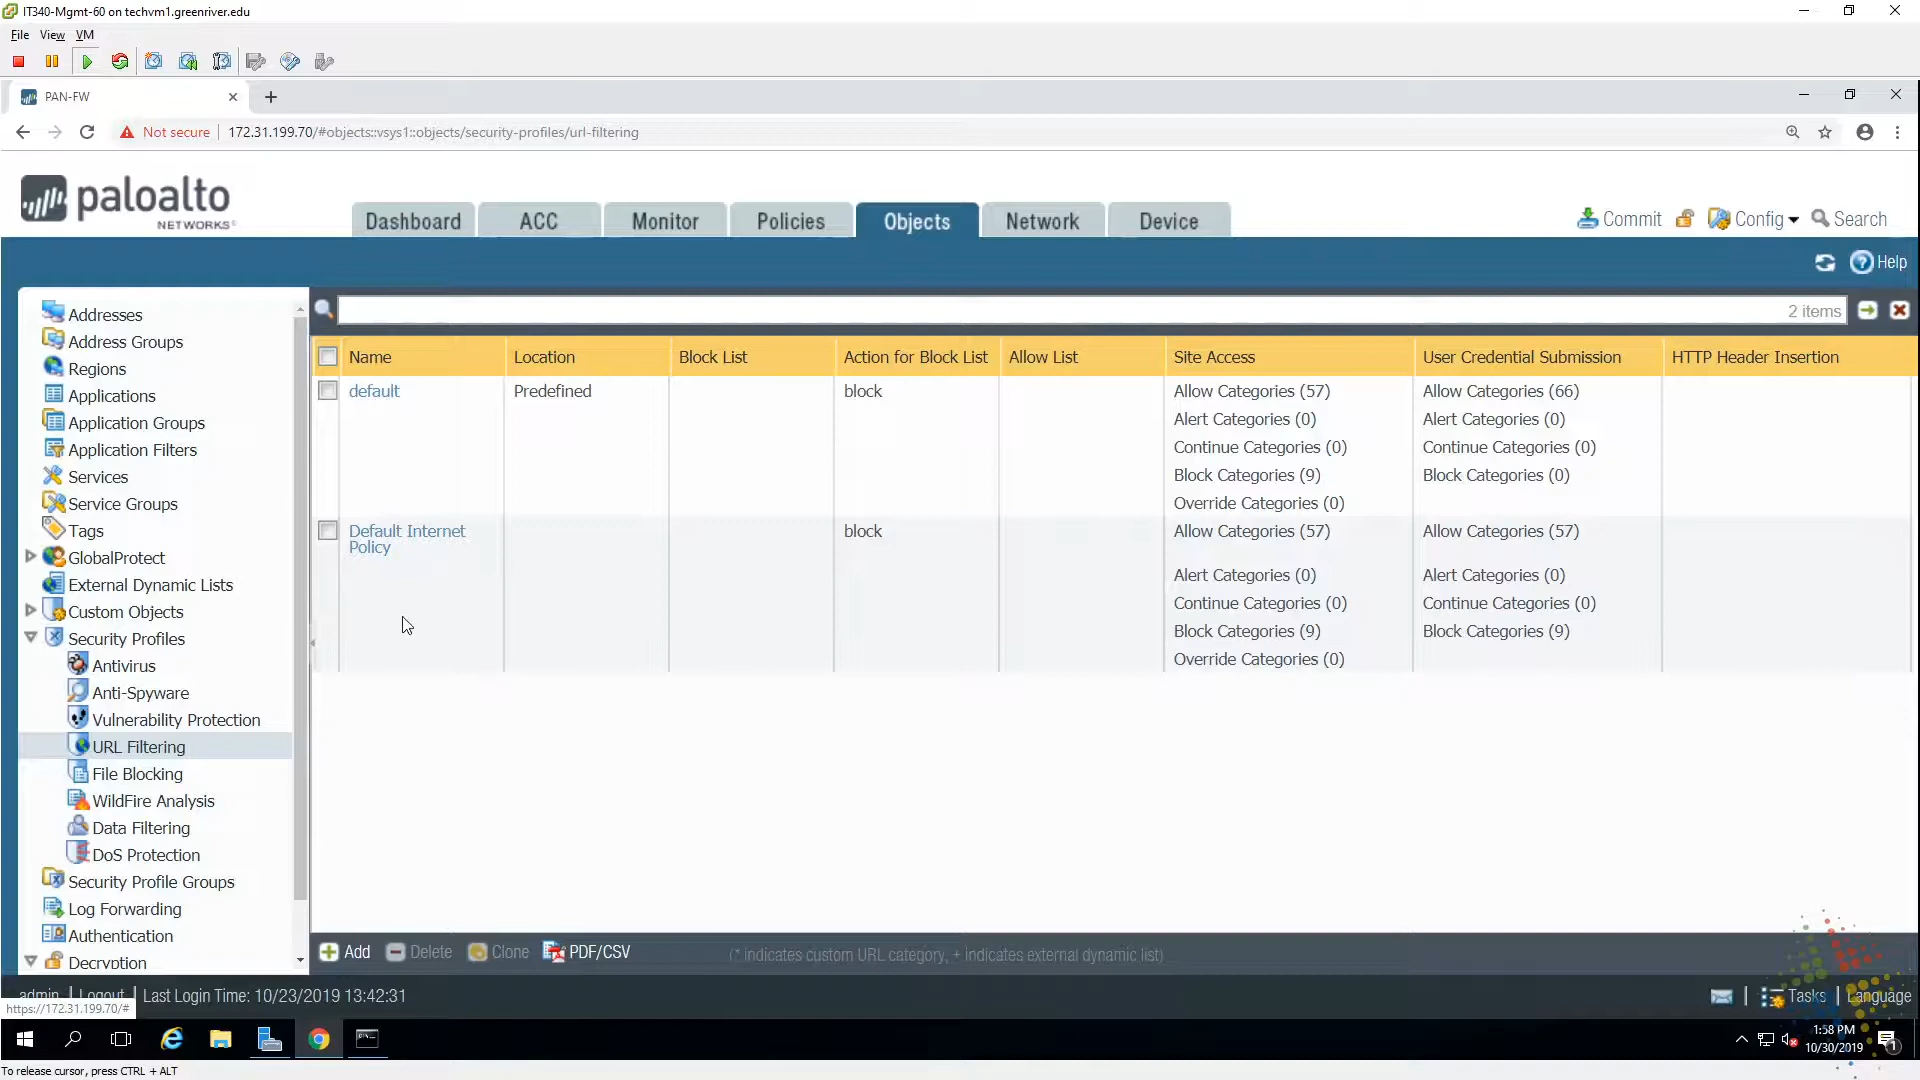 IT340-Mgmt-60 on techvm1.greenriver.edu
File View VM
PAN-FW
Not secure 172.31.199.70/#objects::vsys1::objects/security-profiles/url-filtering
paloalto
NETWORKS®
Dashboard ACC Monitor Policies Objects Network Device
Commit Config Search
Help
2 items
Addresses
Address Groups
Regions
Applications
Application Groups
Application Filters
Services
Service Groups
Tags
GlobalProtect
External Dynamic Lists
Custom Objects
Security Profiles
Antivirus
Anti-Spyware
Vulnerability Protection
URL Filtering
File Blocking
WildFire Analysis
Data Filtering
DoS Protection
Security Profile Groups
Log Forwarding
Authentication
Decryption
Name Location Block List Action for Block List Allow List Site Access User Credential Submission HTTP Header Insertion
default Predefined block Allow Categories (57) Allow Categories (66)
Alert Categories (0) Alert Categories (0)
Continue Categories (0) Continue Categories (0)
Block Categories (9) Block Categories (0)
Override Categories (0)
Default Internet block Allow Categories (57) Allow Categories (57)
Policy
Alert Categories (0) Alert Categories (0)
Continue Categories (0) Continue Categories (0)
Block Categories (9) Block Categories (9)
Override Categories (0)
Add Delete Clone PDF/CSV (* indicates custom URL category, + indicates external dynamic list)
admin | Logout | Last Login Time: 10/23/2019 13:42:31 | Tasks | Language
https://172.31.199.70/#
1:58 PM
10/30/2019
1
To release cursor, press CTRL + ALT